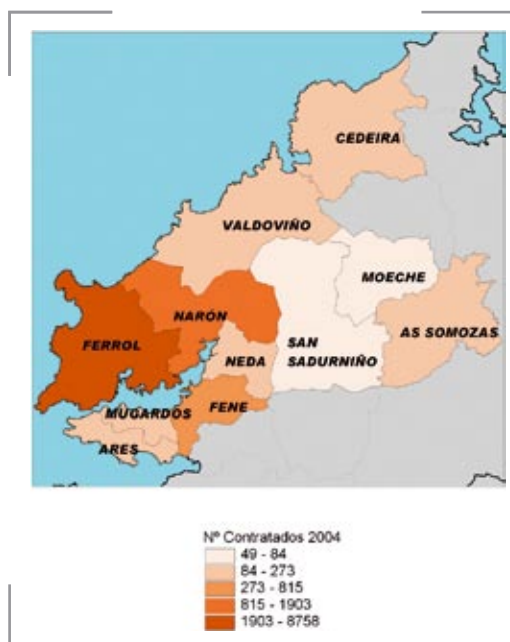 CEDEIRA
VALDOVIÑO
MOECHE
NARÓN
AS SOMOZAS
FERROL
SAN
SADURNIÑO
NEDA
FENE
MUGARDOS
ARES
Nº Contratados 2004
49 - 84
84 - 273
273 - 815
815 - 1903
1903 - 8758